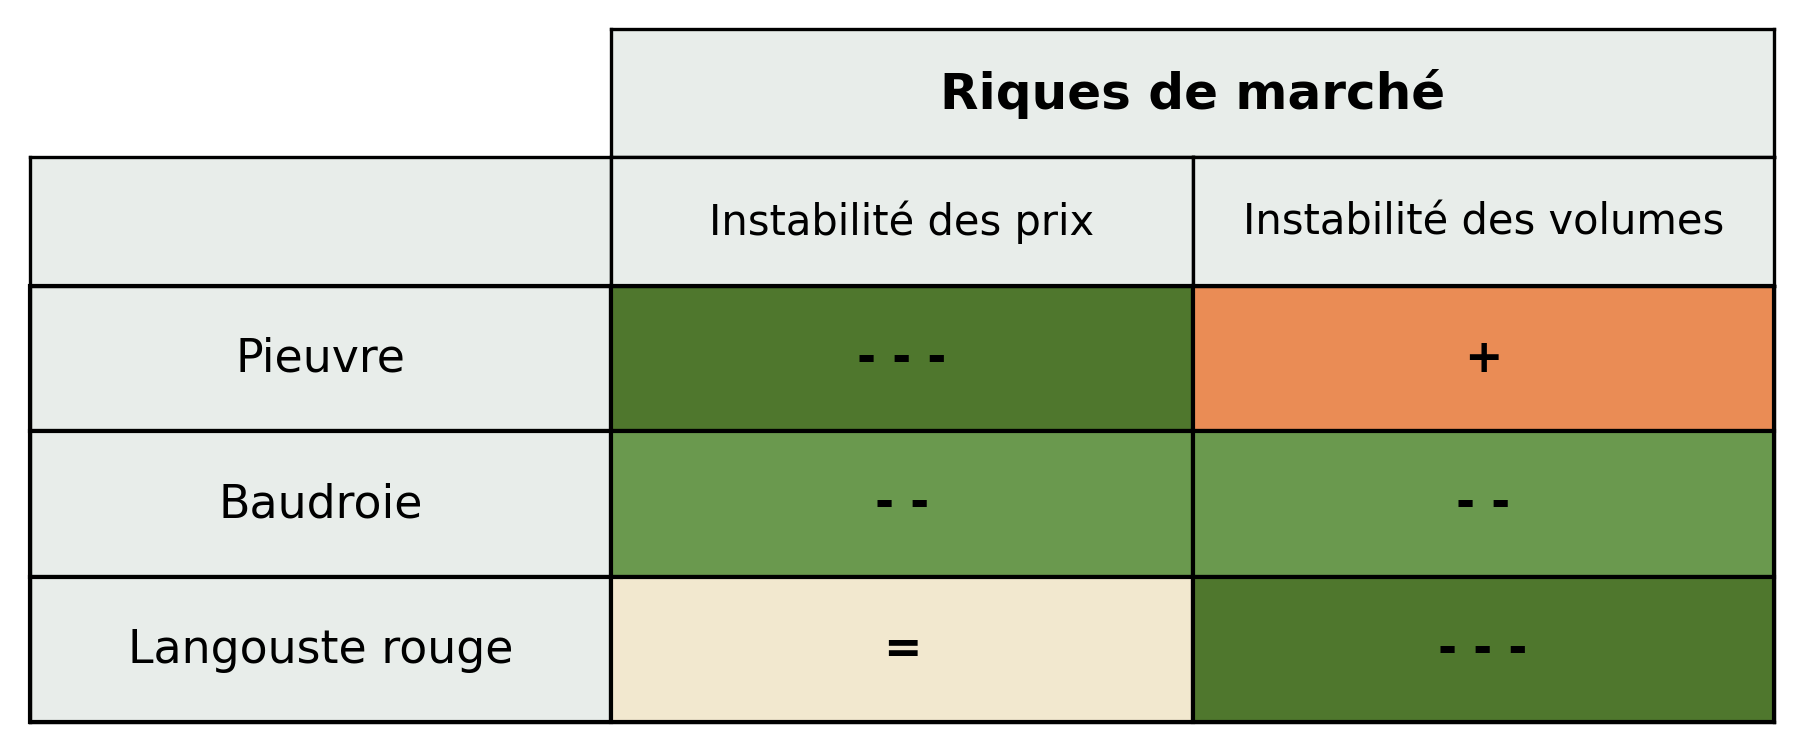 Riques de marché
Instabilité des prix
Instabilité des volumes
Pieuvre
- - -
+
Baudroie
- -
- -
Langouste rouge
=
- - -